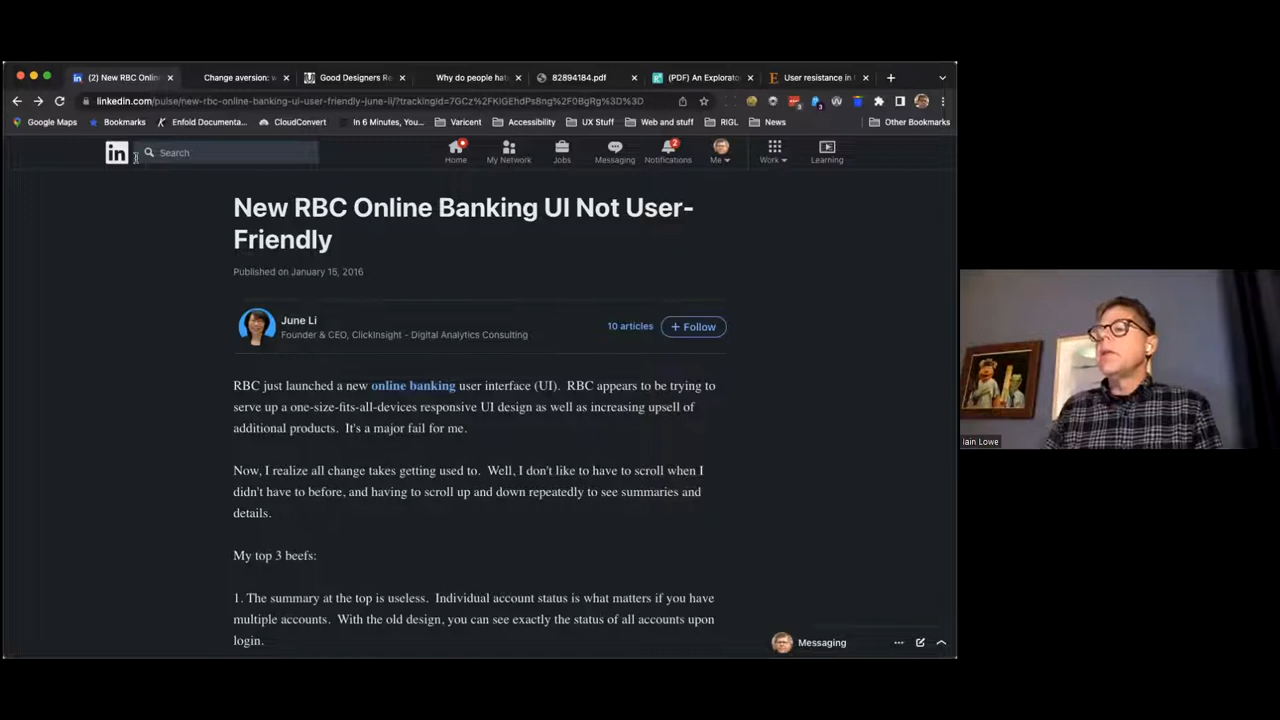 (2) New RBC Onlin
Change aversion: w
Good Designers Re
Why do people hat
82894184.pdf
(PDF) An Explorato
User resistance in
linkedin.com/pulse/new-rbc-online-banking-ui-user-friendly-june-li/?trackingId=7GCz%2FKIGEhdPs8ng%2F0BgRg%3D%3D
Google Maps
Bookmarks
Enfold Documenta...
CloudConvert
In 6 Minutes, You...
Varicent
Accessibility
UX Stuff
Web and stuff
RIGL
News
Other Bookmarks
in
Search
Home
My Network
Jobs
Messaging
2
Notifications
Me
Work
Learning
New RBC Online Banking UI Not User-
Friendly
Published on January 15, 2016
June Li
Founder & CEO, ClickInsight - Digital Analytics Consulting
10 articles
+ Follow
RBC just launched a new online banking user interface (UI). RBC appears to be trying to
serve up a one-size-fits-all-devices responsive UI design as well as increasing upsell of
additional products. It's a major fail for me.
Now, I realize all change takes getting used to. Well, I don't like to have to scroll when I
didn't have to before, and having to scroll up and down repeatedly to see summaries and
details.
My top 3 beefs:
1. The summary at the top is useless. Individual account status is what matters if you have
multiple accounts. With the old design, you can see exactly the status of all accounts upon
login.
Messaging
Iain Lowe